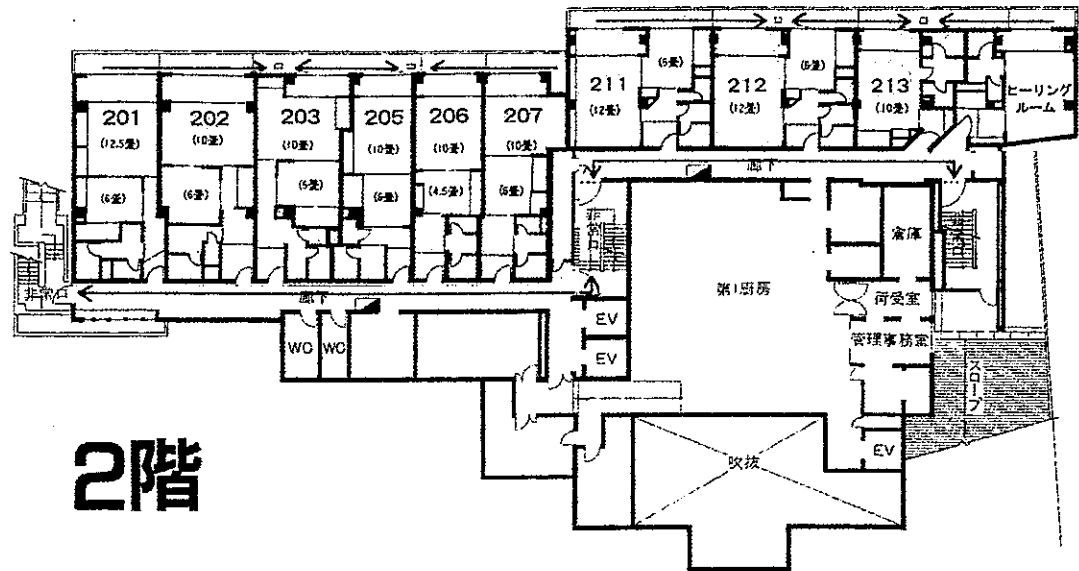 211
(12畳)
(6畳)
212
(12畳)
(6畳)
213
(10畳)
ヒーリング
ルーム
201
(12.5畳)
(6畳)
202
(10畳)
(6畳)
203
(10畳)
(5畳)
205
(10畳)
(6畳)
206
(10畳)
(4.5畳)
207
(10畳)
(6畳)
廊下
非常口
非常口
倉庫
第1厨房
荷受室
管理事務室
スロープ
非常口
廊下
EV
EV
WC
WC
EV
吹抜
2階